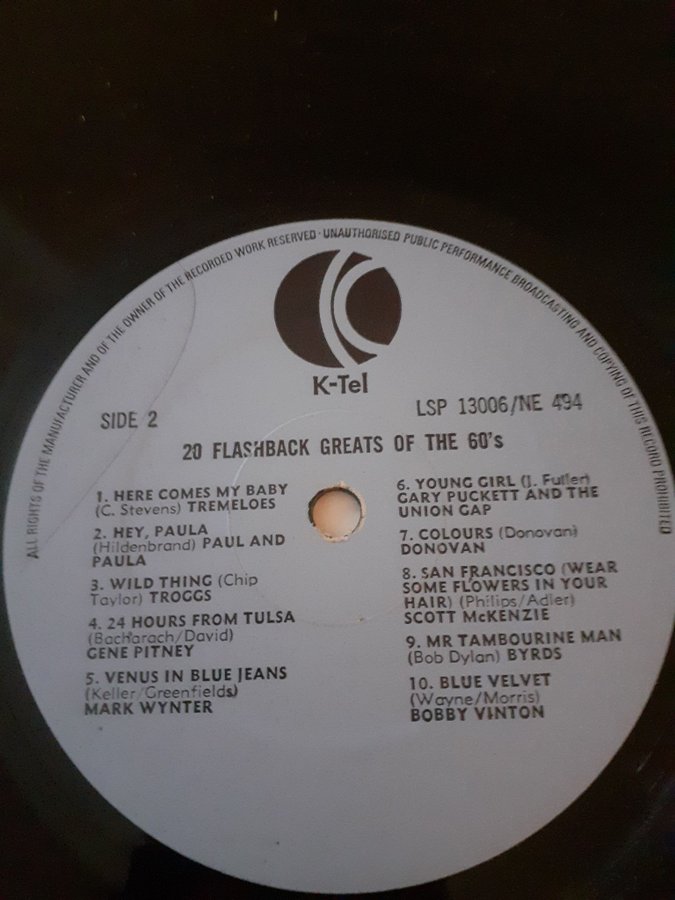 ALL RIGHTS OF THE MANUFACTURER AND OF THE OWNER OF THE RECORDED WORK RESERVED · UNAUTHORISED PUBLIC PERFORMANCE BROADCASTING AND COPYING OF THIS RECORD PROHIBITED
K-Tel
SIDE 2
LSP 13006/NE 494
20 FLASHBACK GREATS OF THE 60's
1. HERE COMES MY BABY
(C. Stevens) TREMELOES
2. HEY, PAULA
(Hildenbrand) PAUL AND
PAULA
3. WILD THING (Chip
Taylor) TROGGS
4. 24 HOURS FROM TULSA
(Bacharach/David)
GENE PITNEY
5. VENUS IN BLUE JEANS
(Keller/Greenfields)
MARK WYNTER
6. YOUNG GIRL (J. Fuller)
GARY PUCKETT AND THE
UNION GAP
7. COLOURS (Donovan)
DONOVAN
8. SAN FRANCISCO (WEAR
SOME FLOWERS IN YOUR
HAIR) (Philips/Adler)
SCOTT McKENZIE
9. MR TAMBOURINE MAN
(Bob Dylan) BYRDS
10. BLUE VELVET
(Wayne/Morris)
BOBBY VINTON